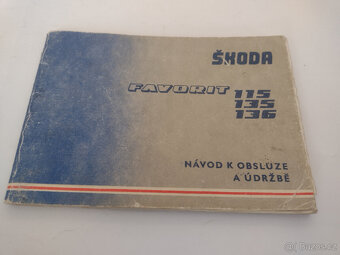 ŠKODA
FAVORIT 115
135
136
NÁVOD K OBSLUZE
A ÚDRŽBĚ